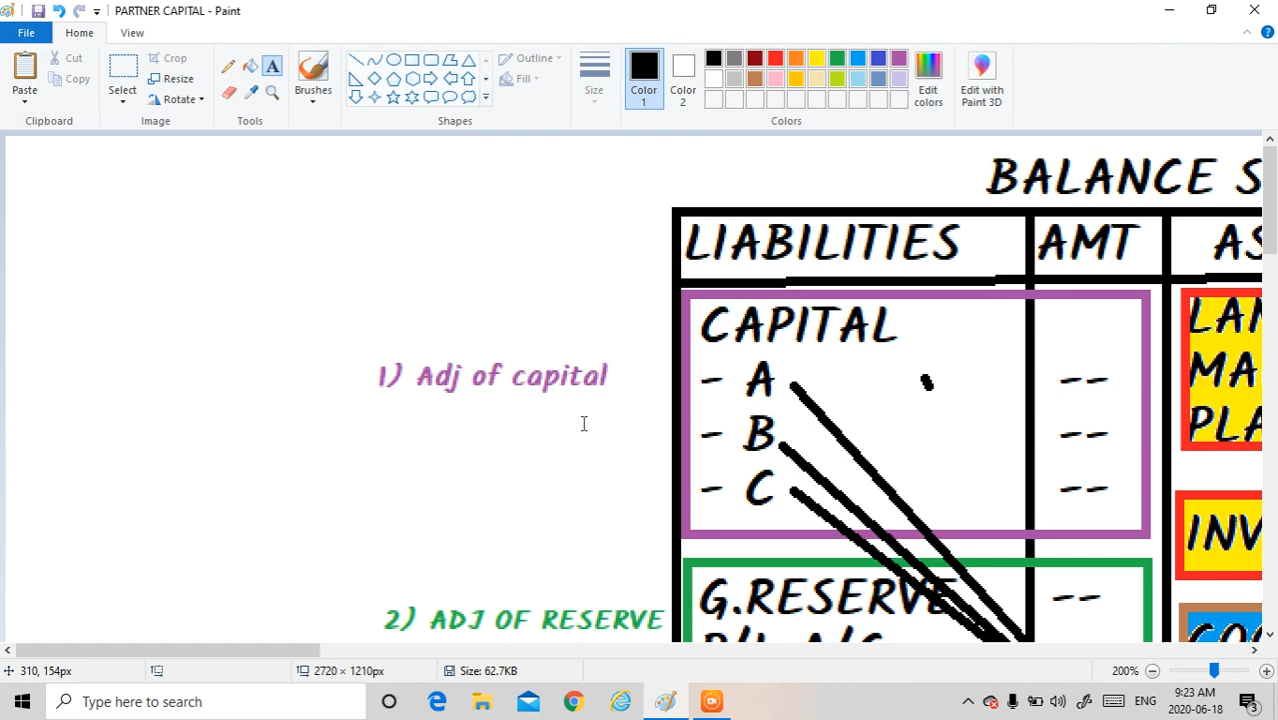 PARTNER CAPITAL - Paint
File
Home
View
Paste
Cut
Copy
Clipboard
Select
Crop
Resize
Rotate
Image
A
Tools
Brushes
Outline
Fill
Shapes
Size
Color
1
Color
2
Edit
colors
Colors
Edit with
Paint 3D
BALANCE S
LIABILITIES AMT AS
CAPITAL
- A --
- B --
- C --
LAN
MA
PLA
1) Adj of capital
INV
G.RESERVE --
2) ADJ OF RESERVE
310, 154px
2720 × 1210px
Size: 62.7KB
200%
Type here to search
ENG
9:23 AM
2020-06-18
3